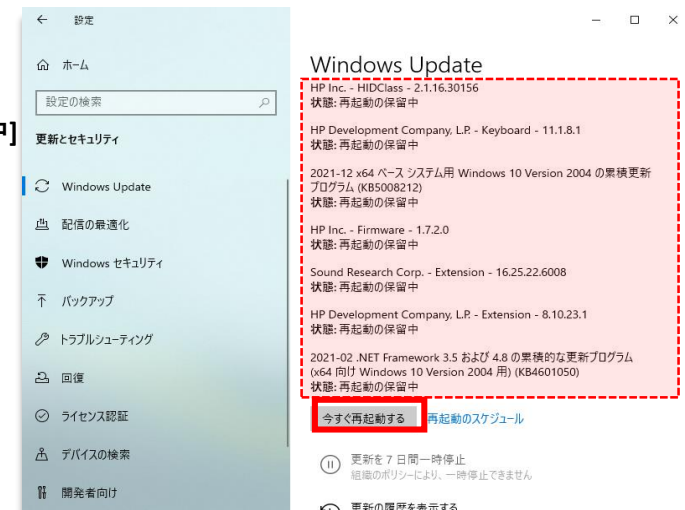 ← 設定
ホーム
設定の検索
中]
更新とセキュリティ
Windows Update
配信の最適化
Windows セキュリティ
バックアップ
トラブルシューティング
回復
ライセンス認証
デバイスの検索
開発者向け
Windows Update
HP Inc. - HIDClass - 2.1.16.30156
状態: 再起動の保留中
HP Development Company, L.P. - Keyboard - 11.1.8.1
状態: 再起動の保留中
2021-12 x64 ベース システム用 Windows 10 Version 2004 の累積更新
プログラム (KB5008212)
状態: 再起動の保留中
HP Inc. - Firmware - 1.7.2.0
状態: 再起動の保留中
Sound Research Corp. - Extension - 16.25.22.6008
状態: 再起動の保留中
HP Development Company, L.P. - Extension - 8.10.23.1
状態: 再起動の保留中
2021-02 .NET Framework 3.5 および 4.8 の累積的な更新プログラム
(x64 向け Windows 10 Version 2004 用) (KB4601050)
状態: 再起動の保留中
今すぐ再起動する 再起動のスケジュール
更新を 7 日間一時停止
組織のポリシーにより、一時停止できません
更新の履歴を表示する